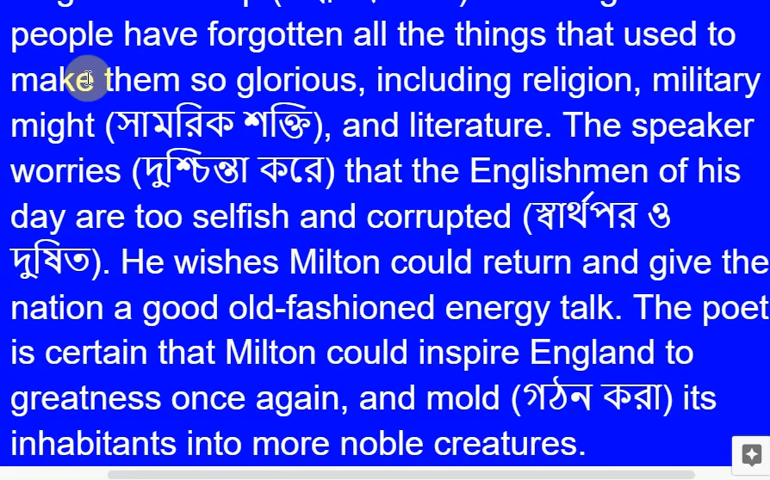 people have forgotten all the things that used to
make them so glorious, including religion, military
might (সামরিক শক্তি), and literature. The speaker
worries (দুশ্চিন্তা করে) that the Englishmen of his
day are too selfish and corrupted (স্বার্থপর ও
দুষিত). He wishes Milton could return and give the
nation a good old-fashioned energy talk. The poet
is certain that Milton could inspire England to
greatness once again, and mold (গঠন করা) its
inhabitants into more noble creatures.